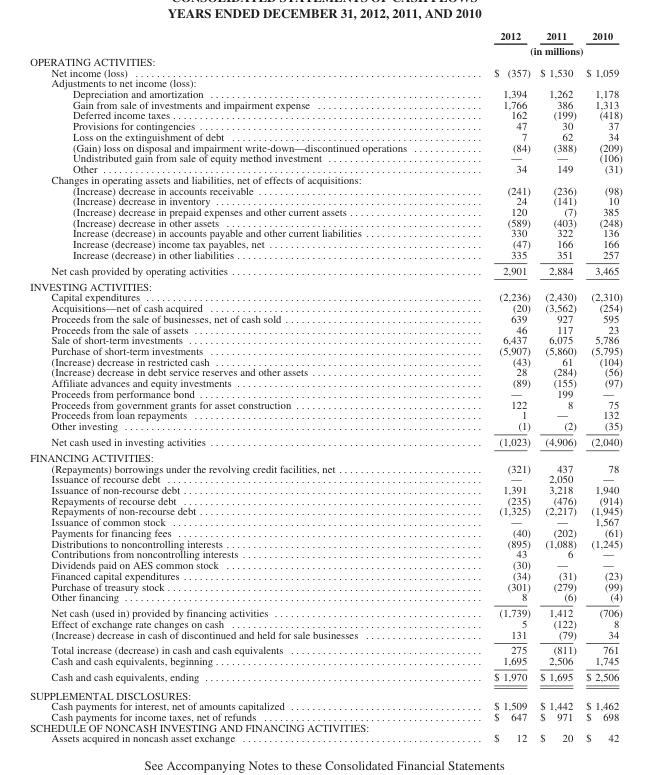 CONSOLIDATED STATEMENTS OF CASH FLOWS
YEARS ENDED DECEMBER 31, 2012, 2011, AND 2010
2012 2011 2010
(in millions)
OPERATING ACTIVITIES:
Net income (loss) $ (357) $ 1,530 $ 1,059
Adjustments to net income (loss):
Depreciation and amortization 1,394 1,262 1,178
Gain from sale of investments and impairment expense 1,766 386 1,313
Deferred income taxes 162 (199) (418)
Provisions for contingencies 47 30 37
Loss on the extinguishment of debt 7 62 34
(Gain) loss on disposal and impairment write-down—discontinued operations (84) (388) (209)
Undistributed gain from sale of equity method investment — — (106)
Other 34 149 (31)
Changes in operating assets and liabilities, net of effects of acquisitions:
(Increase) decrease in accounts receivable (241) (236) (98)
(Increase) decrease in inventory 24 (141) 10
(Increase) decrease in prepaid expenses and other current assets 120 (7) 385
(Increase) decrease in other assets (589) (403) (248)
Increase (decrease) in accounts payable and other current liabilities 330 322 136
Increase (decrease) in income tax payables, net (47) 166 166
Increase (decrease) in other liabilities 335 351 257
Net cash provided by operating activities 2,901 2,884 3,465
INVESTING ACTIVITIES:
Capital expenditures (2,236) (2,430) (2,310)
Acquisitions—net of cash acquired (20) (3,562) (254)
Proceeds from the sale of businesses, net of cash sold 639 927 595
Proceeds from the sale of assets 46 117 23
Sale of short-term investments 6,437 6,075 5,786
Purchase of short-term investments (5,907) (5,860) (5,795)
(Increase) decrease in restricted cash (43) 61 (104)
(Increase) decrease in debt service reserves and other assets 28 (284) (56)
Affiliate advances and equity investments (89) (155) (97)
Proceeds from performance bond — 199 —
Proceeds from government grants for asset construction 122 8 75
Proceeds from loan repayments 1 — 132
Other investing (1) (2) (35)
Net cash used in investing activities (1,023) (4,906) (2,040)
FINANCING ACTIVITIES:
(Repayments) borrowings under the revolving credit facilities, net (321) 437 78
Issuance of recourse debt — 2,050 —
Issuance of non-recourse debt 1,391 3,218 1,940
Repayments of recourse debt (235) (476) (914)
Repayments of non-recourse debt (1,325) (2,217) (1,945)
Issuance of common stock — — 1,567
Payments for financing fees (40) (202) (61)
Distributions to noncontrolling interests (895) (1,088) (1,245)
Contributions from noncontrolling interests 43 6 —
Dividends paid on AES common stock (30) — —
Financed capital expenditures (34) (31) (23)
Purchase of treasury stock (301) (279) (99)
Other financing 8 (6) (4)
Net cash (used in) provided by financing activities (1,739) 1,412 (706)
Effect of exchange rate changes on cash 5 (122) 8
(Increase) decrease in cash of discontinued and held for sale businesses 131 (79) 34
Total increase (decrease) in cash and cash equivalents 275 (811) 761
Cash and cash equivalents, beginning 1,695 2,506 1,745
Cash and cash equivalents, ending $ 1,970 $ 1,695 $ 2,506
SUPPLEMENTAL DISCLOSURES:
Cash payments for interest, net of amounts capitalized $ 1,509 $ 1,442 $ 1,462
Cash payments for income taxes, net of refunds $ 647 $ 971 $ 698
SCHEDULE OF NONCASH INVESTING AND FINANCING ACTIVITIES:
Assets acquired in noncash asset exchange $ 12 $ 20 $ 42
See Accompanying Notes to these Consolidated Financial Statements